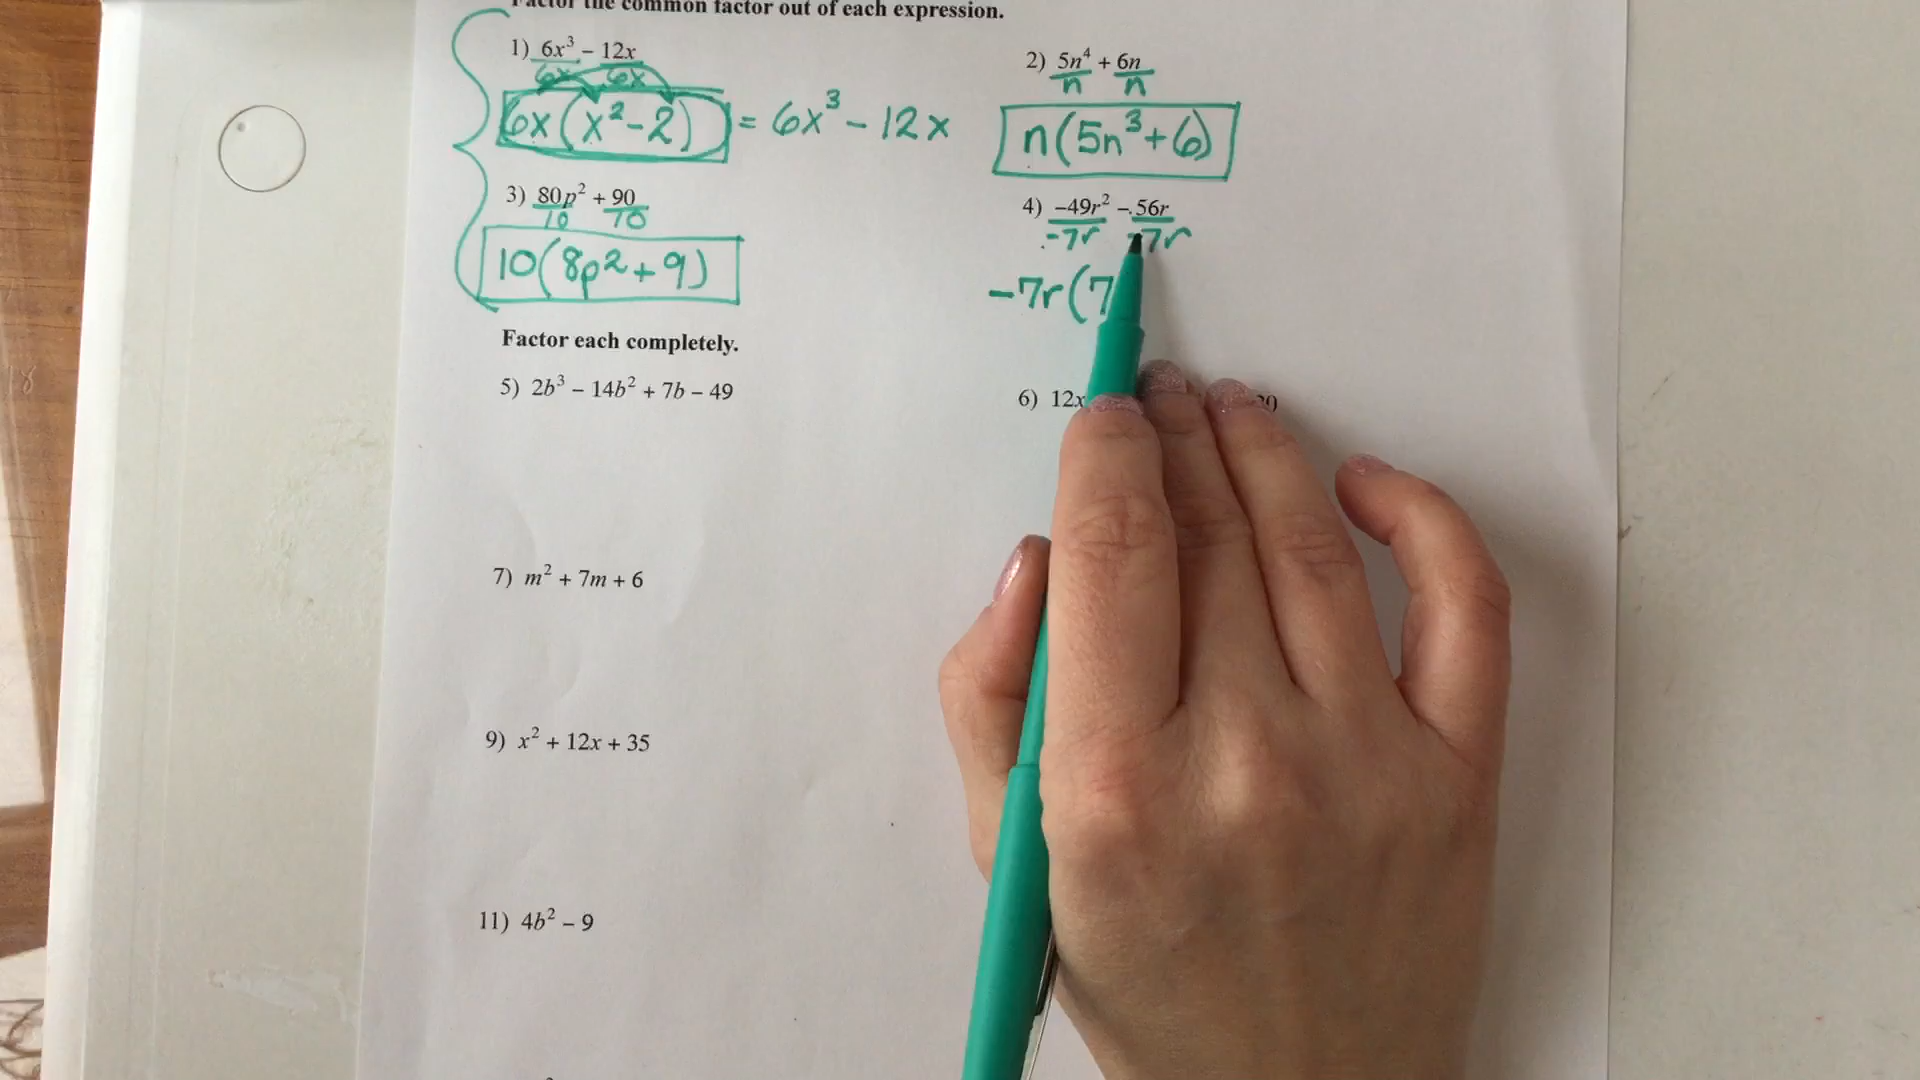 Factor the common factor out of each expression.
1) 6x³ − 12x
6x 6x
6x(x²−2) = 6x³ − 12x
2) 5n⁴ + 6n
n n
n(5n³+6)
3) 80p² + 90
10 10
10(8p²+9)
4) −49r² − 56r
-7r -7r
-7r(7
Factor each completely.
5) 2b³ − 14b² + 7b − 49
6) 12x
7) m² + 7m + 6
9) x² + 12x + 35
11) 4b² − 9